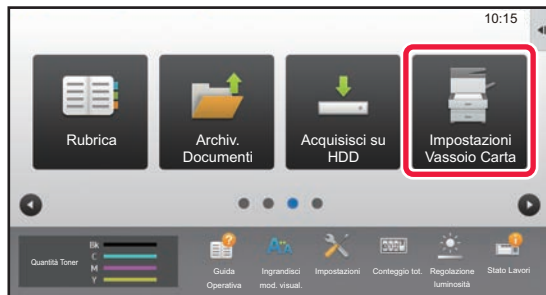 10:15
Rubrica
Archiv.
Documenti
Acquisisci su
HDD
Impostazioni
Vassoio Carta
Quantità Toner
Bk
C
M
Y
Guida
Operativa
Ingrandisci
mod. visual.
Impostazioni
Conteggio tot.
Regolazione
luminosità
Stato Lavori